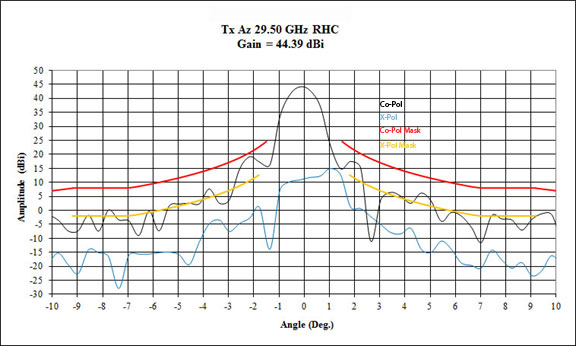 Tx Az 29.50 GHz RHC
Gain = 44.39 dBi
50
45
40
35
30
25
20
15
10
5
0
-5
-10
-15
-20
-25
-30
Amplitude (dBi)
Co-Pol
X-Pol
Co-Pol Mask
X-Pol Mask
-10 -9 -8 -7 -6 -5 -4 -3 -2 -1 0 1 2 3 4 5 6 7 8 9 10
Angle (Deg.)